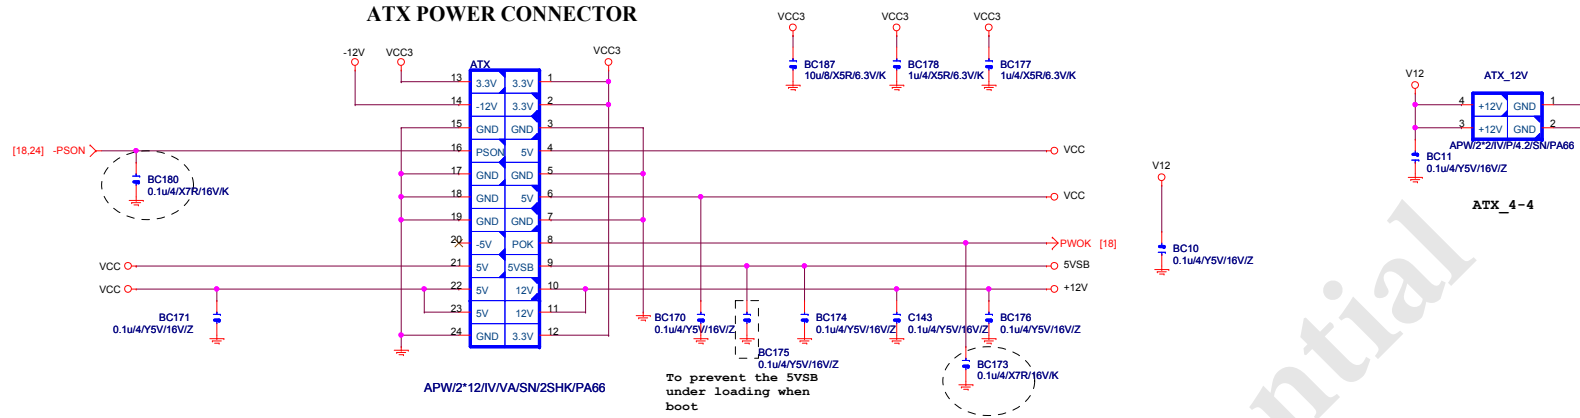 ATX POWER CONNECTOR
-12V
VCC3
ATX
VCC3
13 3.3V 3.3V 1
14 -12V 3.3V 2
15 GND GND 3
[18,24] -PSON 16 PSON 5V 4 VCC
17 GND GND 5
18 GND 5V 6 VCC
19 GND GND 7
20 -5V POK 8 PWOK [18]
VCC 21 5V 5VSB 9 5VSB
VCC 22 5V 12V 10 +12V
23 5V 12V 11
24 GND 3.3V 12
APW/2*12/IV/VA/SN/2SHK/PA66
BC180
0.1u/4/X7R/16V/K
BC171
0.1u/4/Y5V/16V/Z
BC170
0.1u/4/Y5V/16V/Z
BC175
0.1u/4/Y5V/16V/Z
To prevent the 5VSB
under loading when
boot
BC174
0.1u/4/Y5V/16V/Z
C143
0.1u/4/Y5V/16V/Z
BC176
0.1u/4/Y5V/16V/Z
BC173
0.1u/4/X7R/16V/K
VCC3
BC187
10u/8/X5R/6.3V/K
VCC3
BC178
1u/4/X5R/6.3V/K
VCC3
BC177
1u/4/X5R/6.3V/K
V12
BC10
0.1u/4/Y5V/16V/Z
V12
ATX_12V
4 +12V GND 1
3 +12V GND 2
APW/2*2/IV/P/4.2/SN/PA66
BC11
0.1u/4/Y5V/16V/Z
ATX_4-4
ntial